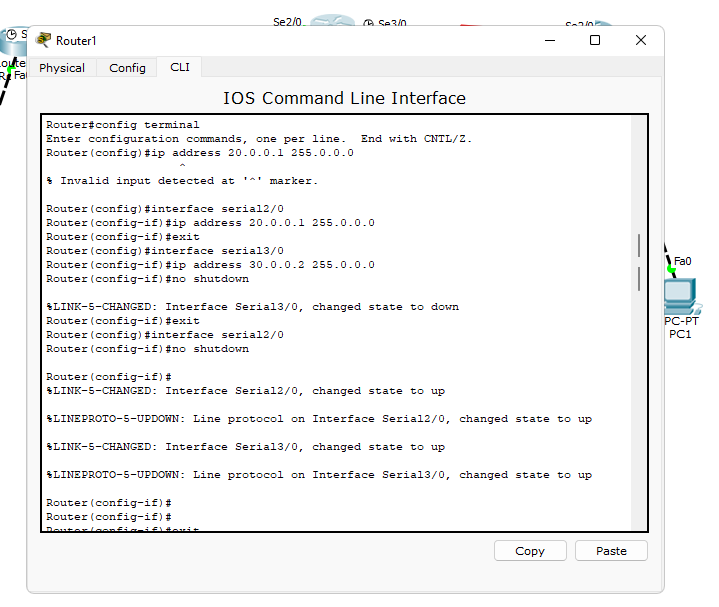 Se2/0
Se3/0
Se2/0
S
Router1
Route
R
Fa
Physical
Config
CLI
IOS Command Line Interface
Router#config terminal
Enter configuration commands, one per line.  End with CNTL/Z.
Router(config)#ip address 20.0.0.1 255.0.0.0
^
% Invalid input detected at '^' marker.
Router(config)#interface serial2/0
Router(config-if)#ip address 20.0.0.1 255.0.0.0
Router(config-if)#exit
Router(config)#interface serial3/0
Router(config-if)#ip address 30.0.0.2 255.0.0.0
Router(config-if)#no shutdown
%LINK-5-CHANGED: Interface Serial3/0, changed state to down
Router(config-if)#exit
Router(config)#interface serial2/0
Router(config-if)#no shutdown
Router(config-if)#
%LINK-5-CHANGED: Interface Serial2/0, changed state to up
%LINEPROTO-5-UPDOWN: Line protocol on Interface Serial2/0, changed state to up
%LINK-5-CHANGED: Interface Serial3/0, changed state to up
%LINEPROTO-5-UPDOWN: Line protocol on Interface Serial3/0, changed state to up
Router(config-if)#
Router(config-if)#
Router(config-if)#exit
Copy
Paste
Fa0
PC-PT
PC1